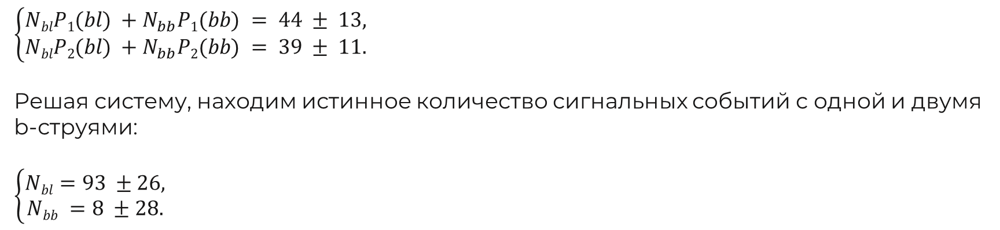 N_{bl}P_1(bl) + N_{bb}P_1(bb) = 44 ± 13,
N_{bl}P_2(bl) + N_{bb}P_2(bb) = 39 ± 11.
Решая систему, находим истинное количество сигнальных событий с одной и двумя
b-струями:
N_{bl} = 93 ± 26,
N_{bb} = 8 ± 28.